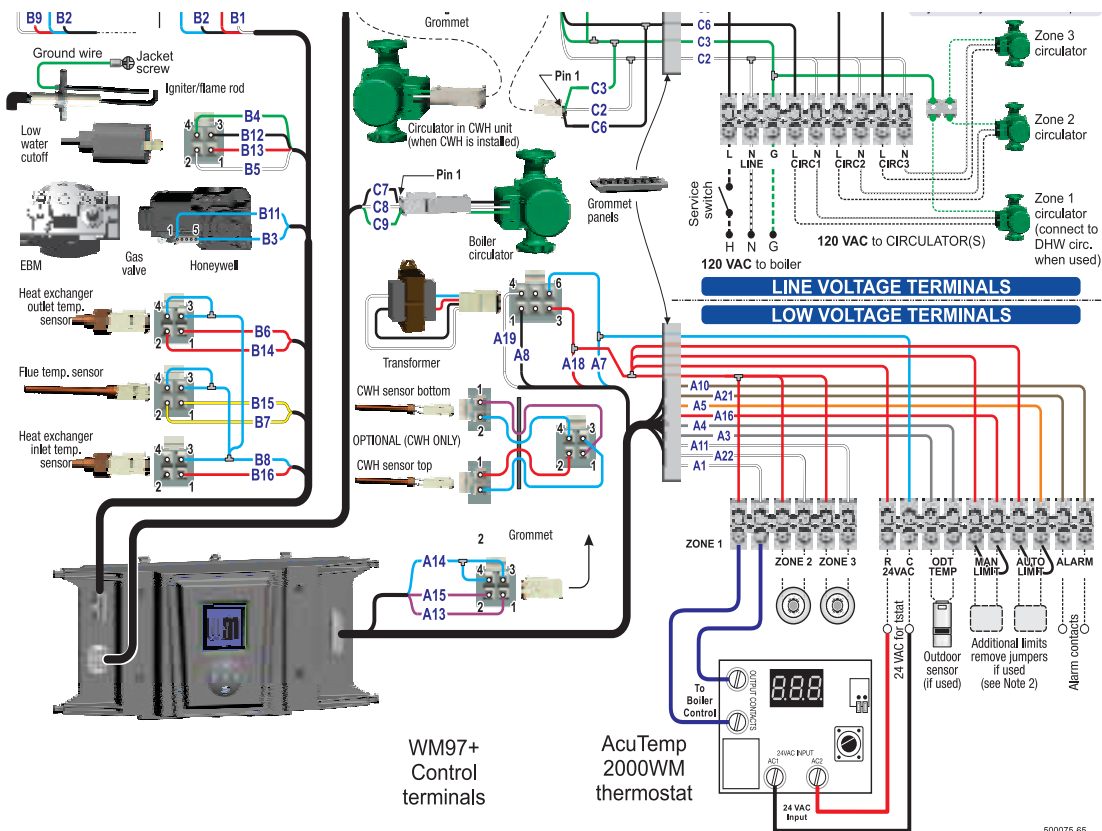 B9
B2
B2
B1
Grommet
C6
C3
C2
Zone 3
circulator
Ground wire
Jacket
screw
Igniter/flame rod
Pin 1
C3
C2
C6
Low
water
cutoff
4
3
2
1
B4
B12
B13
B5
Circulator in CWH unit
(when CWH is installed)
Zone 2
circulator
L
N
G
L
N
L
N
L
N
LINE
CIRC1
CIRC2
CIRC3
Pin 1
C7
C8
C9
Grommet
panels
Service
switch
Zone 1
circulator
(connect to
DHW circ.
when used)
1
5
B11
B3
EBM
Gas
valve
Honeywell
Boiler
circulator
H
N
G
120 VAC to CIRCULATOR(S)
120 VAC to boiler
LINE VOLTAGE TERMINALS
LOW VOLTAGE TERMINALS
Heat exchanger
outlet temp.
sensor
4
3
2
1
B6
B14
4
6
1
3
A19
A8
A18
A7
Transformer
Flue temp. sensor
4
3
2
1
B15
B7
CWH sensor bottom
1
2
OPTIONAL (CWH ONLY)
4
3
2
1
CWH sensor top
1
2
A10
A21
A5
A16
A4
A3
A11
A22
A1
Heat exchanger
inlet temp.
sensor
4
3
2
1
B8
B16
2
Grommet
A14
A15
A13
4
3
2
1
ZONE 1
ZONE 2
ZONE 3
R
C
24VAC
ODT
TEMP
MAN
LIMIT
AUTO
LIMIT
ALARM
24 VAC for tstat
Outdoor
sensor
(if used)
Additional limits
remove jumpers
if used
(see Note 2)
Alarm contacts
To
Boiler
Control
OUTPUT CONTACTS
8.8.8.
24VAC INPUT
AC1
AC2
24 VAC
Input
WM97+
Control
terminals
AcuTemp
2000WM
thermostat